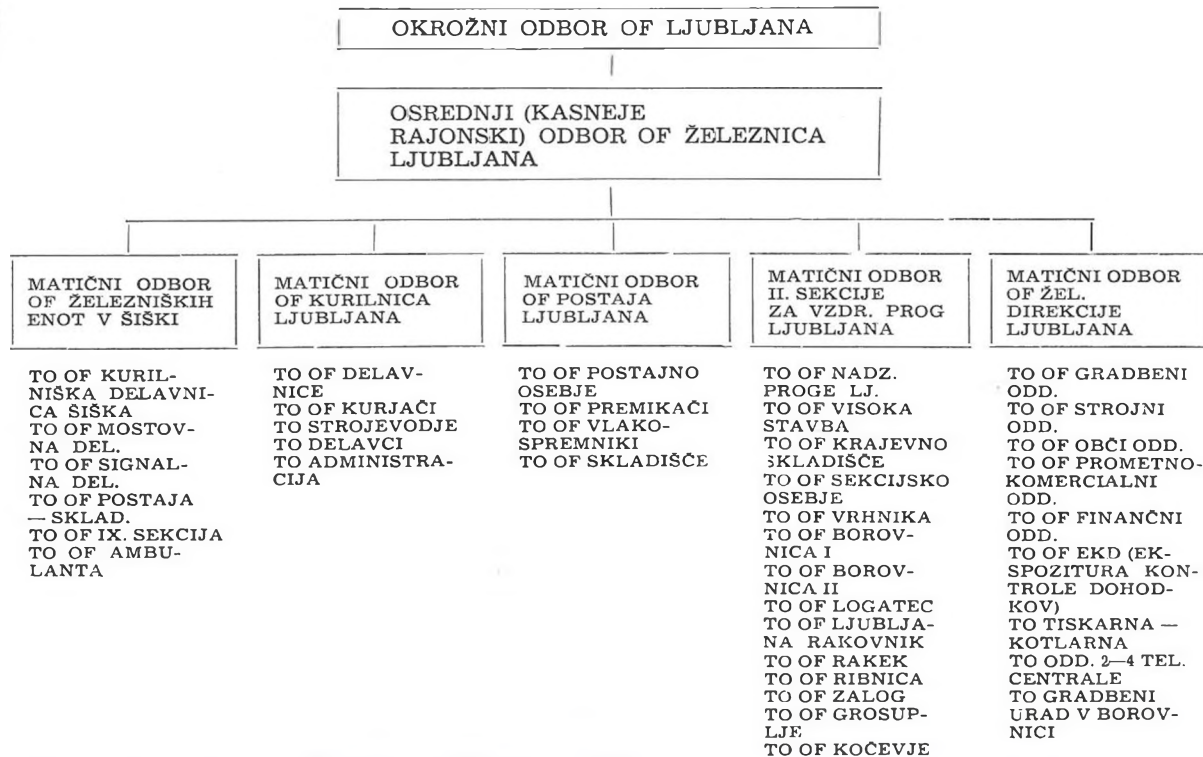 OKROŽNI ODBOR OF LJUBLJANA
OSREDNJI (KASNEJE
RAJONSKI) ODBOR OF ŽELEZNICA
LJUBLJANA
MATIČNI ODBOR
OF ŽELEZNIŠKIH
ENOT V ŠIŠKI
TO OF KURIL-
NIŠKA DELAVNI-
CA ŠIŠKA
TO OF MOSTOV-
NA DEL.
TO OF SIGNAL-
NA DEL.
TO OF POSTAJA
— SKLAD.
TO OF IX. SEKCIJA
TO OF AMBU-
LANTA
MATIČNI ODBOR
OF KURILNICA
LJUBLJANA
TO OF DELAV-
NICE
TO OF KURJAČI
TO STROJEVODJE
TO DELAVCI
TO ADMINISTRA-
CIJA
MATIČNI ODBOR
OF POSTAJA
LJUBLJANA
TO OF POSTAJNO
OSEBJE
TO OF PREMIKAČI
TO OF VLAKO-
SPREMNIKI
TO OF SKLADIŠČE
MATIČNI ODBOR
II. SEKCIJE
ZA VZDR. PROG
LJUBLJANA
TO OF NADZ.
PROGE LJ.
TO OF VISOKA
STAVBA
TO OF KRAJEVNO
SKLADIŠČE
TO OF SEKCIJSKO
OSEBJE
TO OF VRHNIKA
TO OF BOROV-
NICA I
TO OF BOROV-
NICA II
TO OF LOGATEC
TO OF LJUBLJA-
NA RAKOVNIK
TO OF RAKEK
TO OF RIBNICA
TO OF ZALOG
TO OF GROSUP-
LJE
TO OF KOČEVJE
MATIČNI ODBOR
OF ŽEL.
DIREKCIJE
LJUBLJANA
TO OF GRADBENI
ODD.
TO OF STROJNI
ODD.
TO OF OBČI ODD.
TO OF PROMETNO-
KOMERCIALNI
ODD.
TO OF FINANČNI
ODD.
TO OF EKD (EK-
SPOZITURA KON-
TROLE DOHOD-
KOV)
TO TISKARNA —
KOTLARNA
TO ODD. 2—4 TEL.
CENTRALE
TO GRADBENI
URAD V BOROV-
NICI